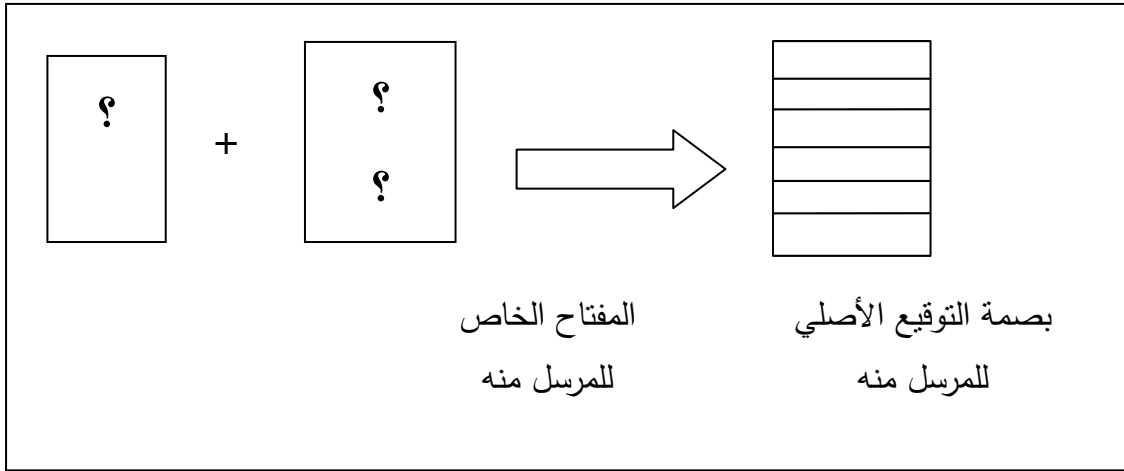 ؟ + ؟
؟
المفتاح الخاص
للمرسل منه
بصمة التوقيع الأصلي
للمرسل منه